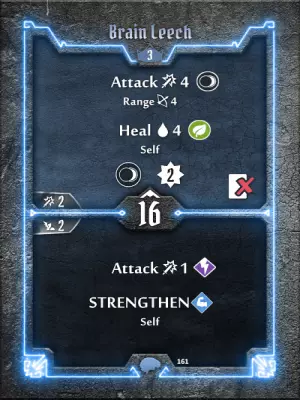 Brain Leech
3
Attack 4
Range 4
Heal 4
Self
2
2
16
2
Attack 1
STRENGTHEN
Self
161